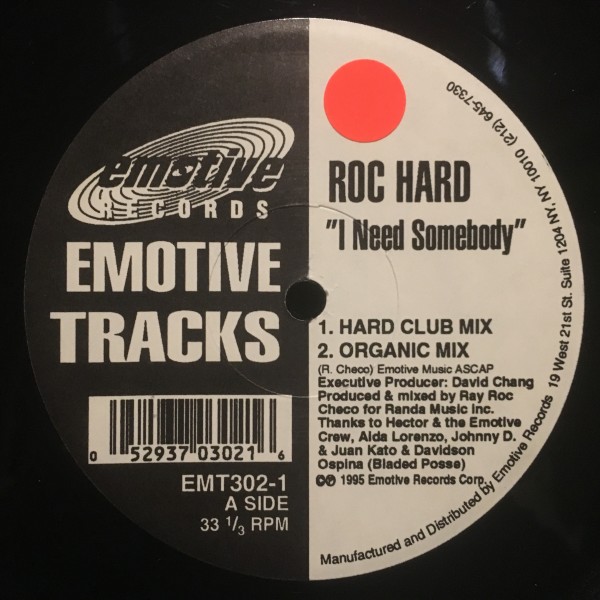 emotive
RECORDS
EMOTIVE
TRACKS
0 52937 03021 6
EMT302-1
A SIDE
33 1/3 RPM
ROC HARD
"I Need Somebody"
1. HARD CLUB MIX
2. ORGANIC MIX
(R. Checo) Emotive Music ASCAP
Executive Producer: David Chang
Produced & mixed by Ray Roc
Checo for Randa Music Inc.
Thanks to Hector & the Emotive
Crew, Aida Lorenzo, Johnny D.
& Juan Kato & Davidson
Ospina (Bladed Posse)
©℗ 1995 Emotive Records Corp.
Manufactured and Distributed by Emotive Records 19 West 21st St. Suite 1204 NY. NY 10010 (212) 645-7330